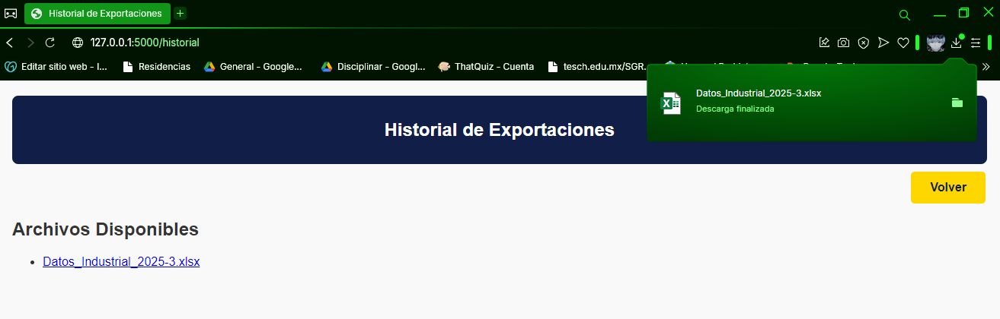 Historial de Exportaciones
127.0.0.1:5000/historial
Editar sitio web - I...
Residencias
General - Google...
Disciplinar - Googl...
ThatQuiz - Cuenta
tesch.edu.mx/SGR...
Datos_Industrial_2025-3.xlsx
Descarga finalizada
Historial de Exportaciones
Volver
Archivos Disponibles
Datos_Industrial_2025-3.xlsx